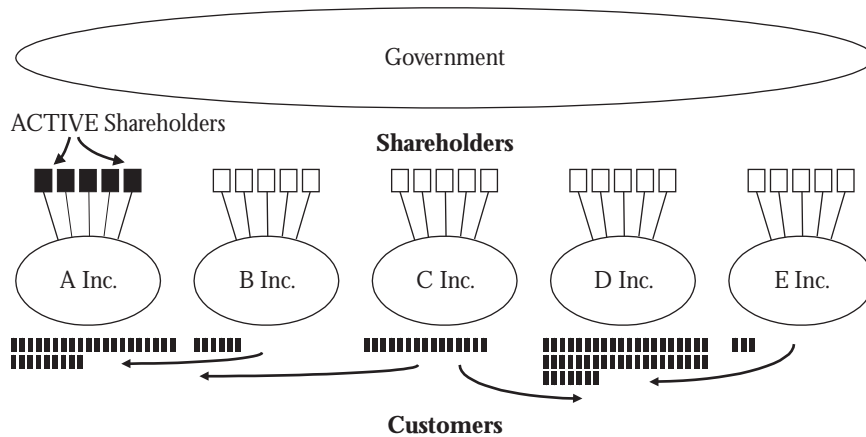 Government
ACTIVE Shareholders
Shareholders
A Inc.
B Inc.
C Inc.
D Inc.
E Inc.
Customers